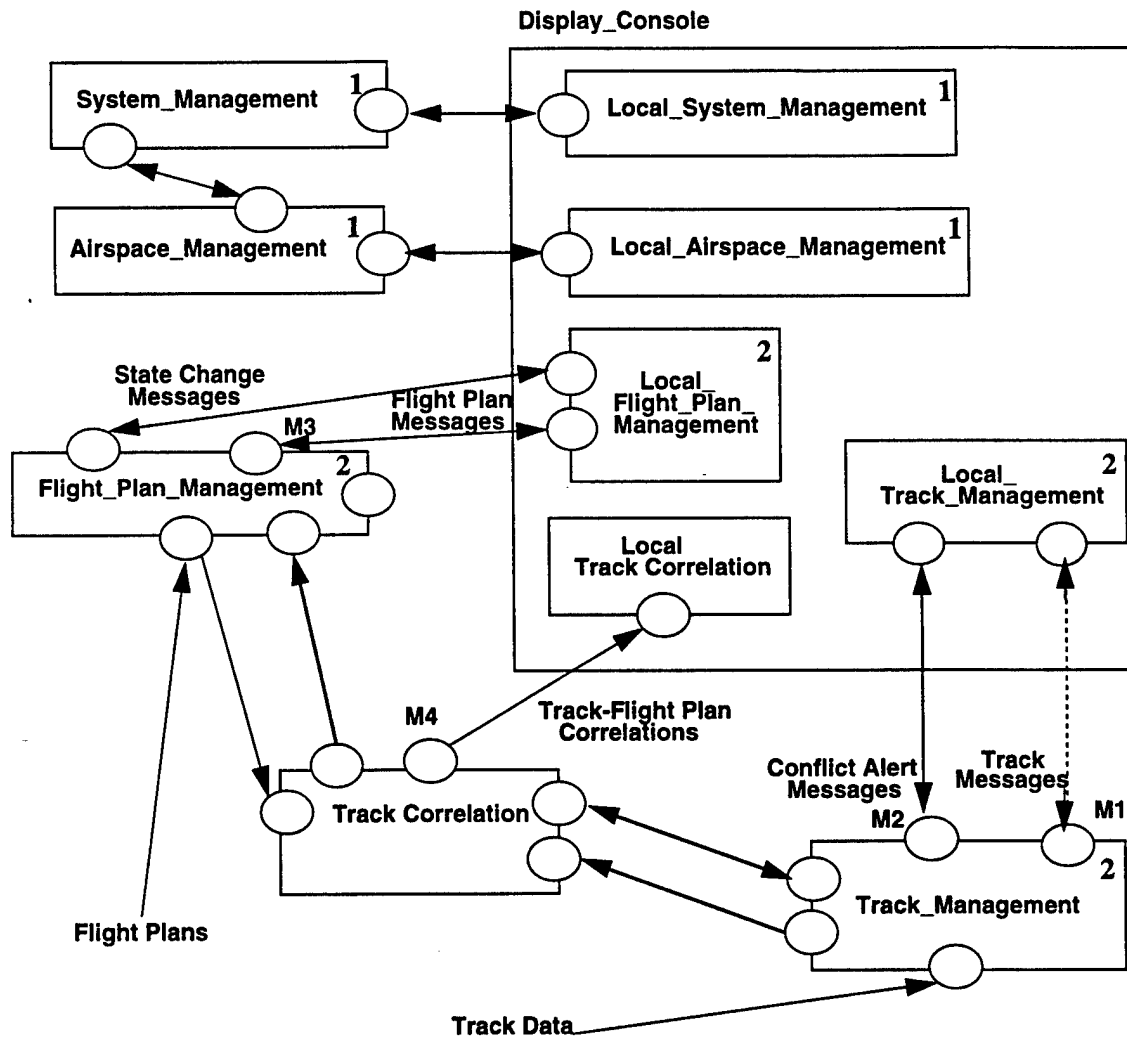 Display_Console
System_Management
1
Local_System_Management
1
Airspace_Management
1
Local_Airspace_Management
1
State Change
Messages
Flight Plan
Messages
M3
Local_
Flight_Plan_
Management
2
Flight_Plan_Management
2
Local_
Track_Management
2
Local
Track Correlation
M4
Track-Flight Plan
Correlations
Conflict Alert
Messages
M2
Track
Messages
M1
Track Correlation
Track_Management
2
Flight Plans
Track Data